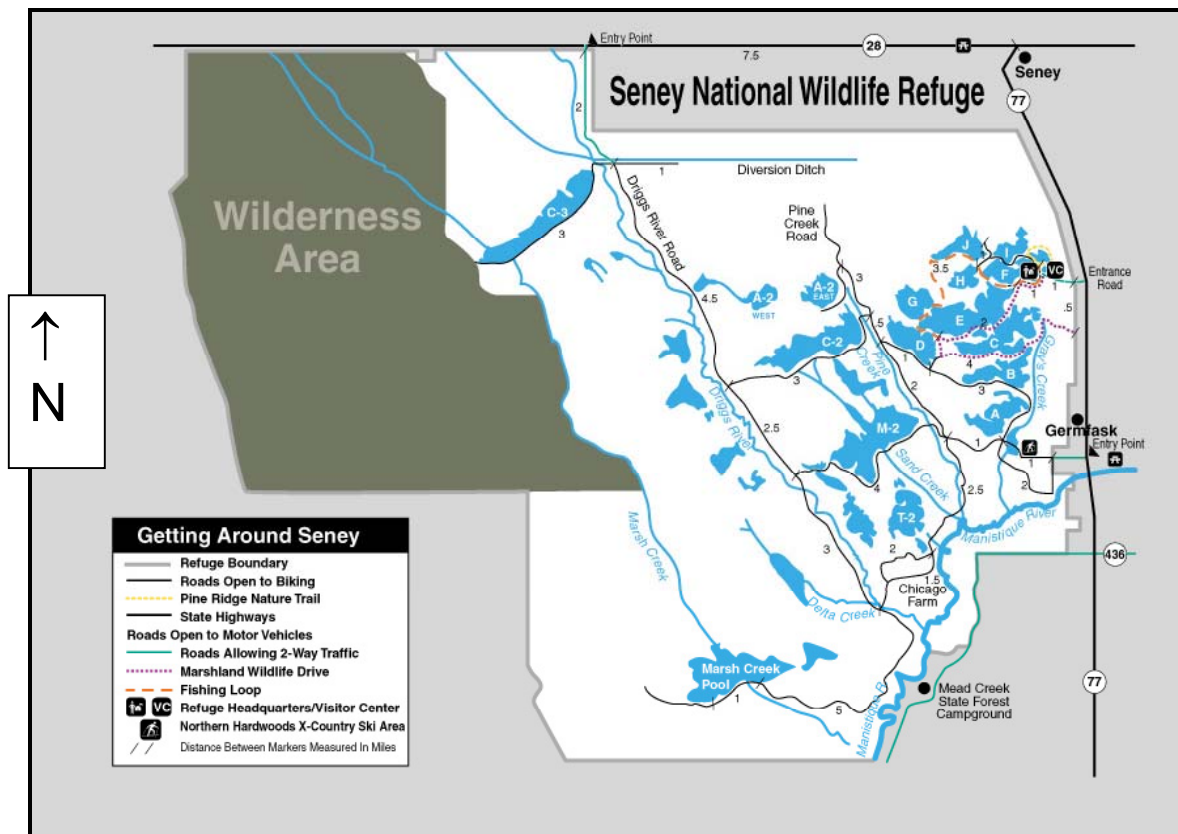 Entry Point
28
7.5
Seney
Seney National Wildlife Refuge
77
2
1
Diversion Ditch
Wilderness
Area
C-3
3
Driggs River Road
Pine
Creek
Road
J
I
3.5
1
F
VC
H
Entrance
Road
1
1
.5
3
A-2
EAST
A-2
WEST
4.5
G
E
2
.5
C-2
D
C
Pine
Creek
Gray's Creek
1
4
B
3
3
2
Driggs River
A
2.5
M-2
Germfask
Entry Point
1
1
2
4
Sand Creek
2.5
T-2
Manistique River
Marsh Creek
3
2
436
1.5
Chicago
Farm
Delta Creek
Marsh Creek
Pool
1
5
Manistique R.
Mead Creek
State Forest
Campground
77
↑
N
Getting Around Seney
Refuge Boundary
Roads Open to Biking
Pine Ridge Nature Trail
State Highways
Roads Open to Motor Vehicles
Roads Allowing 2-Way Traffic
Marshland Wildlife Drive
Fishing Loop
VC Refuge Headquarters/Visitor Center
Northern Hardwoods X-Country Ski Area
Distance Between Markers Measured In Miles